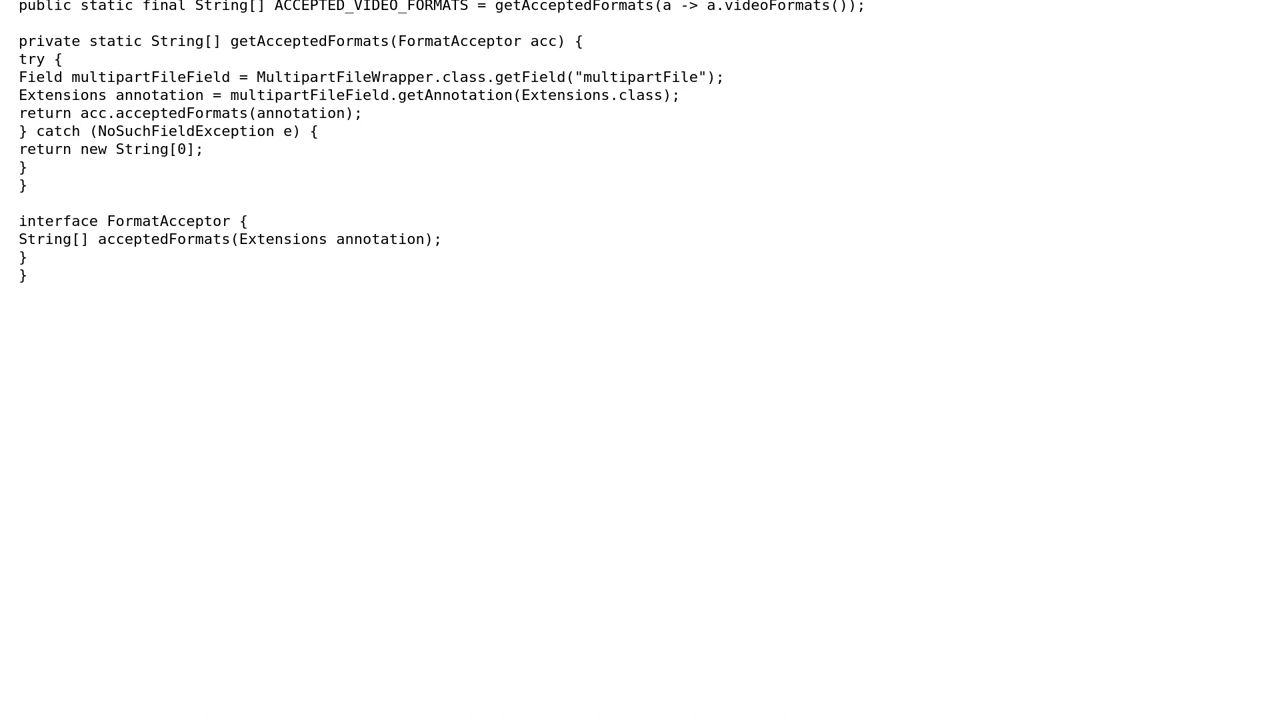 public static final String[] ACCEPTED_VIDEO_FORMATS = getAcceptedFormats(a -> a.videoFormats());

private static String[] getAcceptedFormats(FormatAcceptor acc) {
try {
Field multipartFileField = MultipartFileWrapper.class.getField("multipartFile");
Extensions annotation = multipartFileField.getAnnotation(Extensions.class);
return acc.acceptedFormats(annotation);
} catch (NoSuchFieldException e) {
return new String[0];
}
}

interface FormatAcceptor {
String[] acceptedFormats(Extensions annotation);
}
}